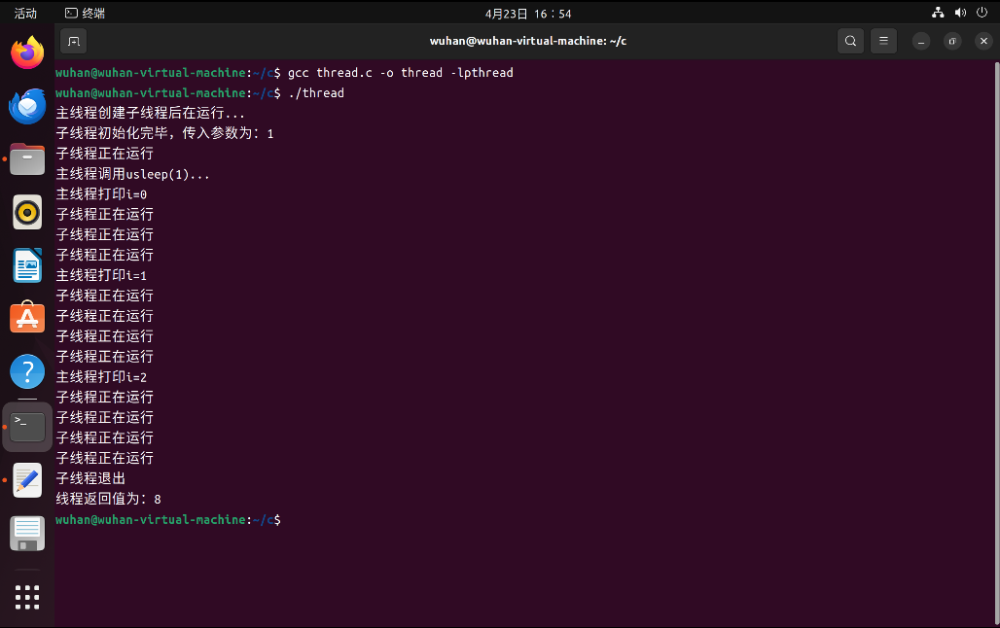 活动
终端
4月23日 16：54
wuhan@wuhan-virtual-machine: ~/c
wuhan@wuhan-virtual-machine:~/c$ gcc thread.c -o thread -lpthread
wuhan@wuhan-virtual-machine:~/c$ ./thread
主线程创建子线程后在运行...
子线程初始化完毕，传入参数为：1
子线程正在运行
主线程调用usleep(1)...
主线程打印i=0
子线程正在运行
子线程正在运行
子线程正在运行
主线程打印i=1
子线程正在运行
子线程正在运行
子线程正在运行
子线程正在运行
主线程打印i=2
子线程正在运行
子线程正在运行
子线程正在运行
子线程正在运行
子线程退出
线程返回值为：8
wuhan@wuhan-virtual-machine:~/c$